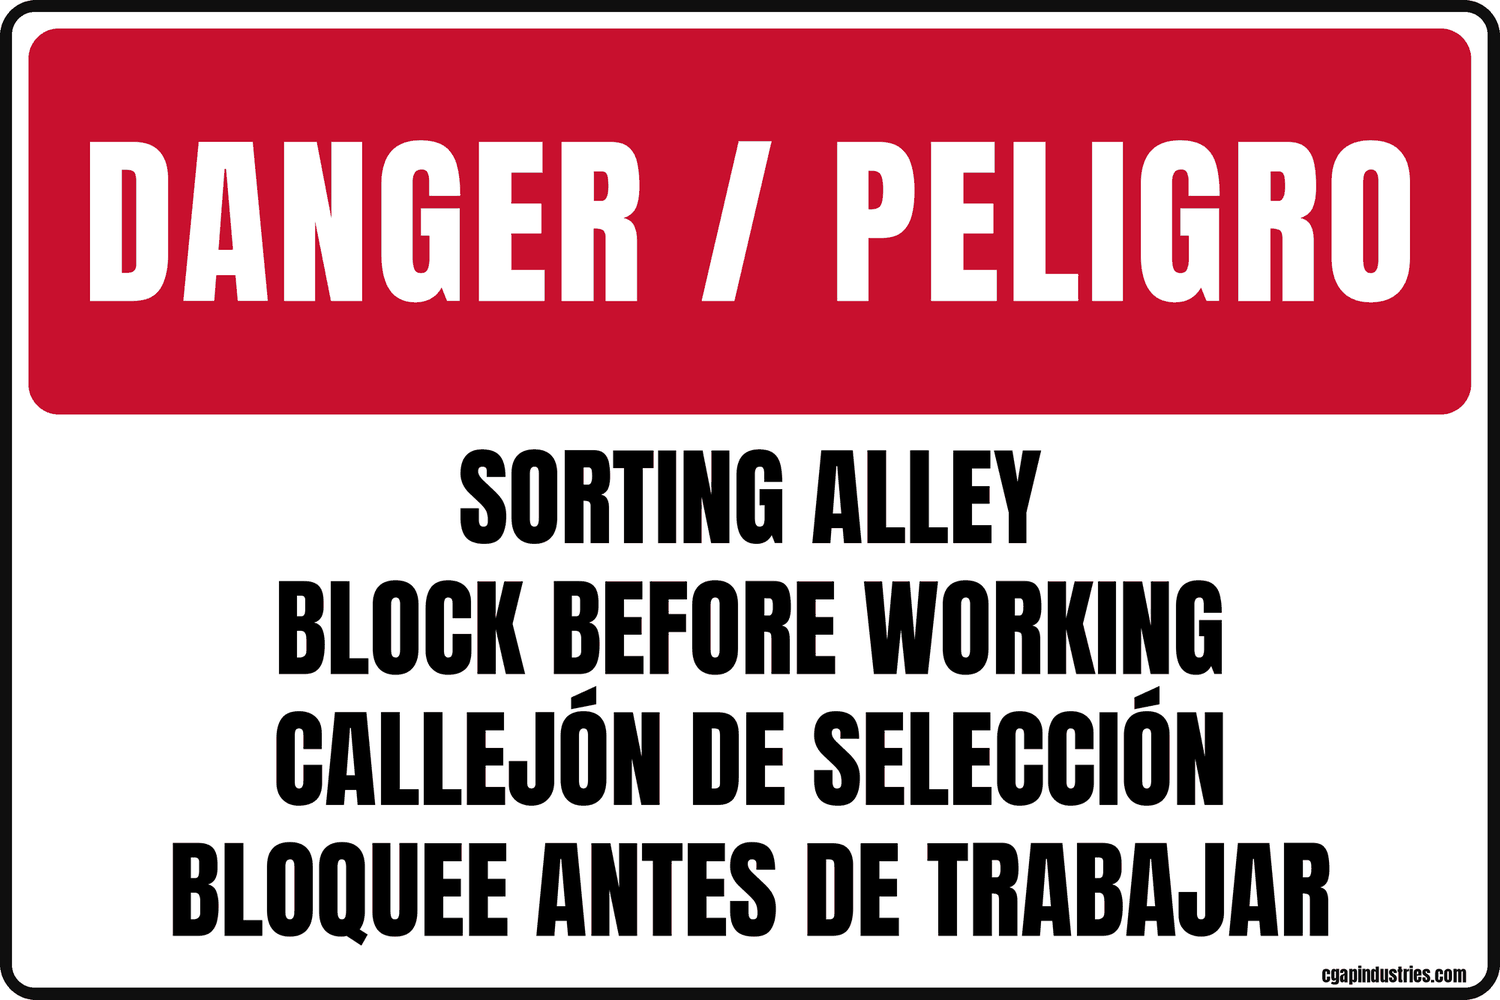 DANGER / PELIGRO
SORTING ALLEY
BLOCK BEFORE WORKING
CALLEJÓN DE SELECCIÓN
BLOQUEE ANTES DE TRABAJAR
cgapindustries.com